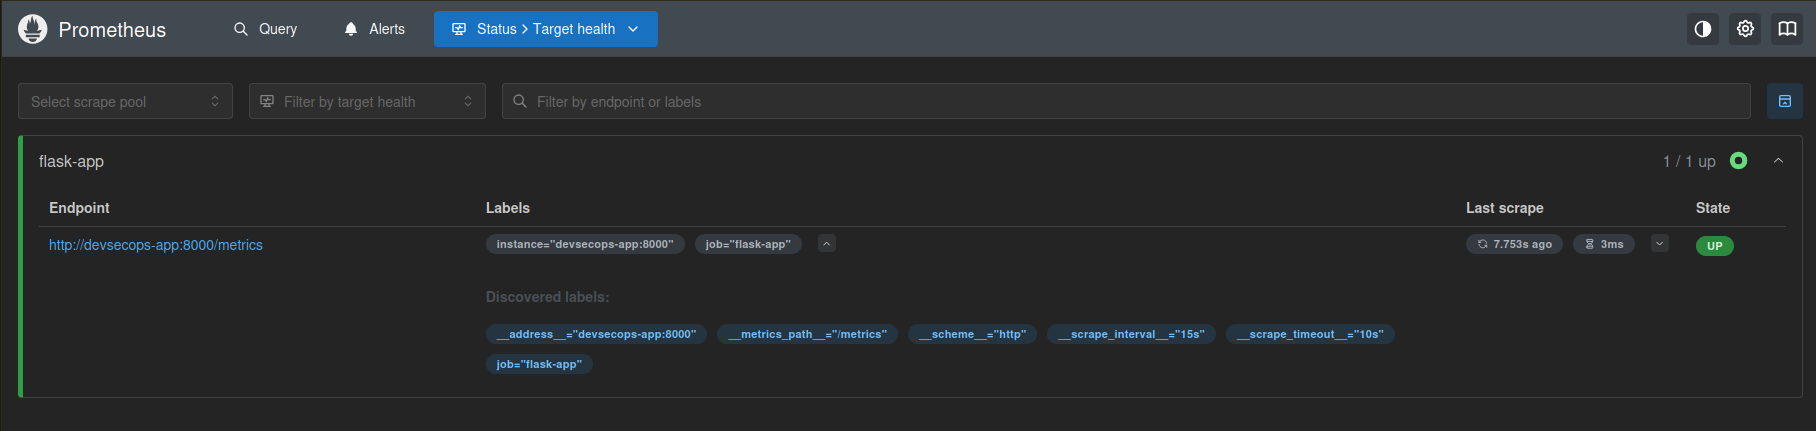 Prometheus Query Alerts Status > Target health
Select scrape pool Filter by target health Filter by endpoint or labels
flask-app 1 / 1 up
Endpoint Labels Last scrape State
http://devsecops-app:8000/metrics instance="devsecops-app:8000" job="flask-app" 7.753s ago 3ms UP
Discovered labels:
__address__="devsecops-app:8000" __metrics_path__="/metrics" __scheme__="http" __scrape_interval__="15s" __scrape_timeout__="10s"
job="flask-app"